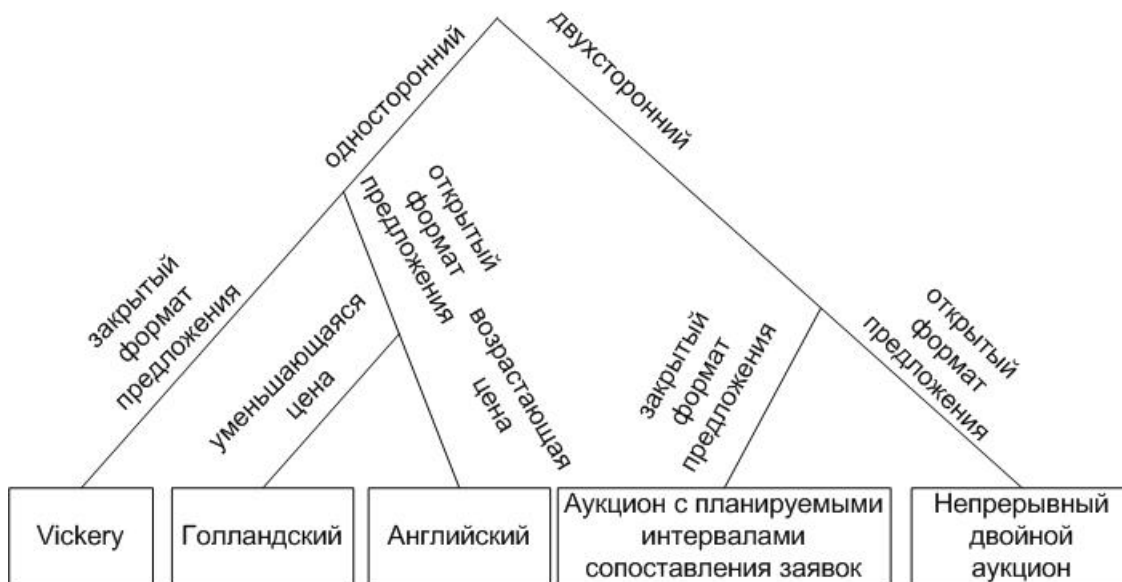 односторонний
двухсторонний
закрытый
формат
предложения
открытый
формат
предложения
уменьшающаяся
цена
возрастающая
цена
закрытый
формат
предложения
открытый
формат
предложения
Vickery
Голландский
Английский
Аукцион с планируемыми
интервалами
сопоставления заявок
Непрерывный
двойной
аукцион